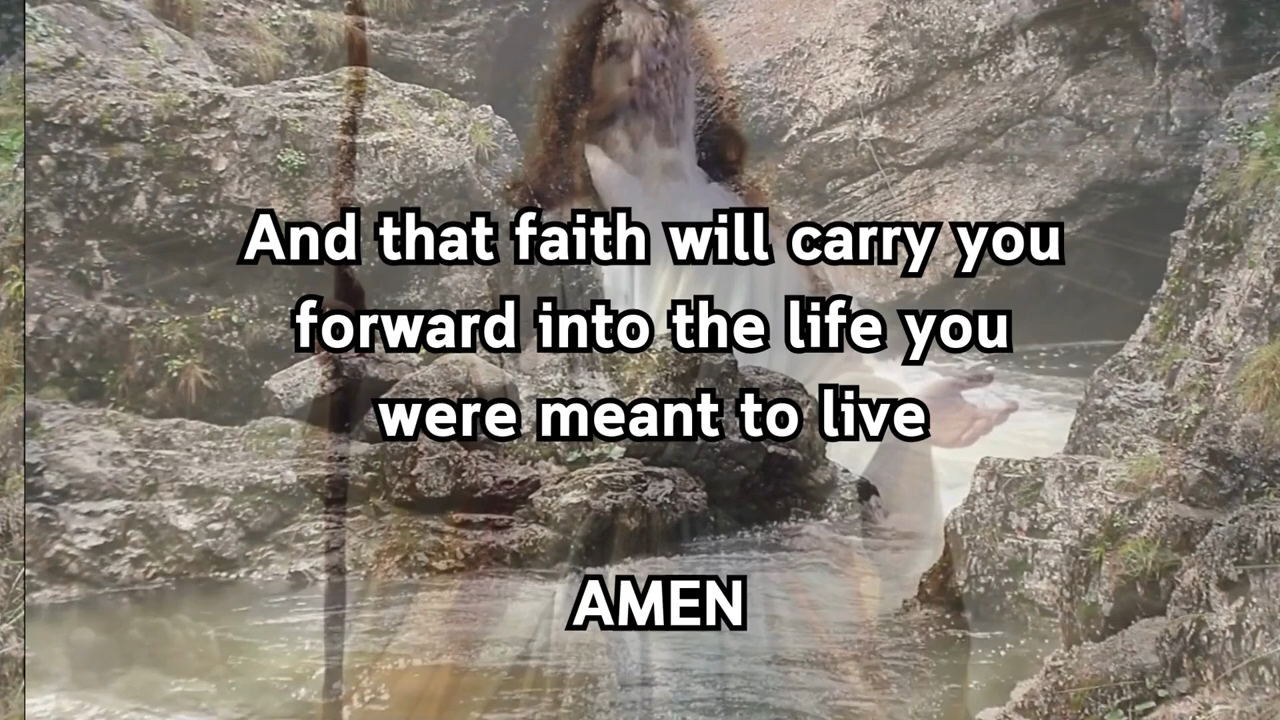 And that faith will carry you
forward into the life you
were meant to live
AMEN